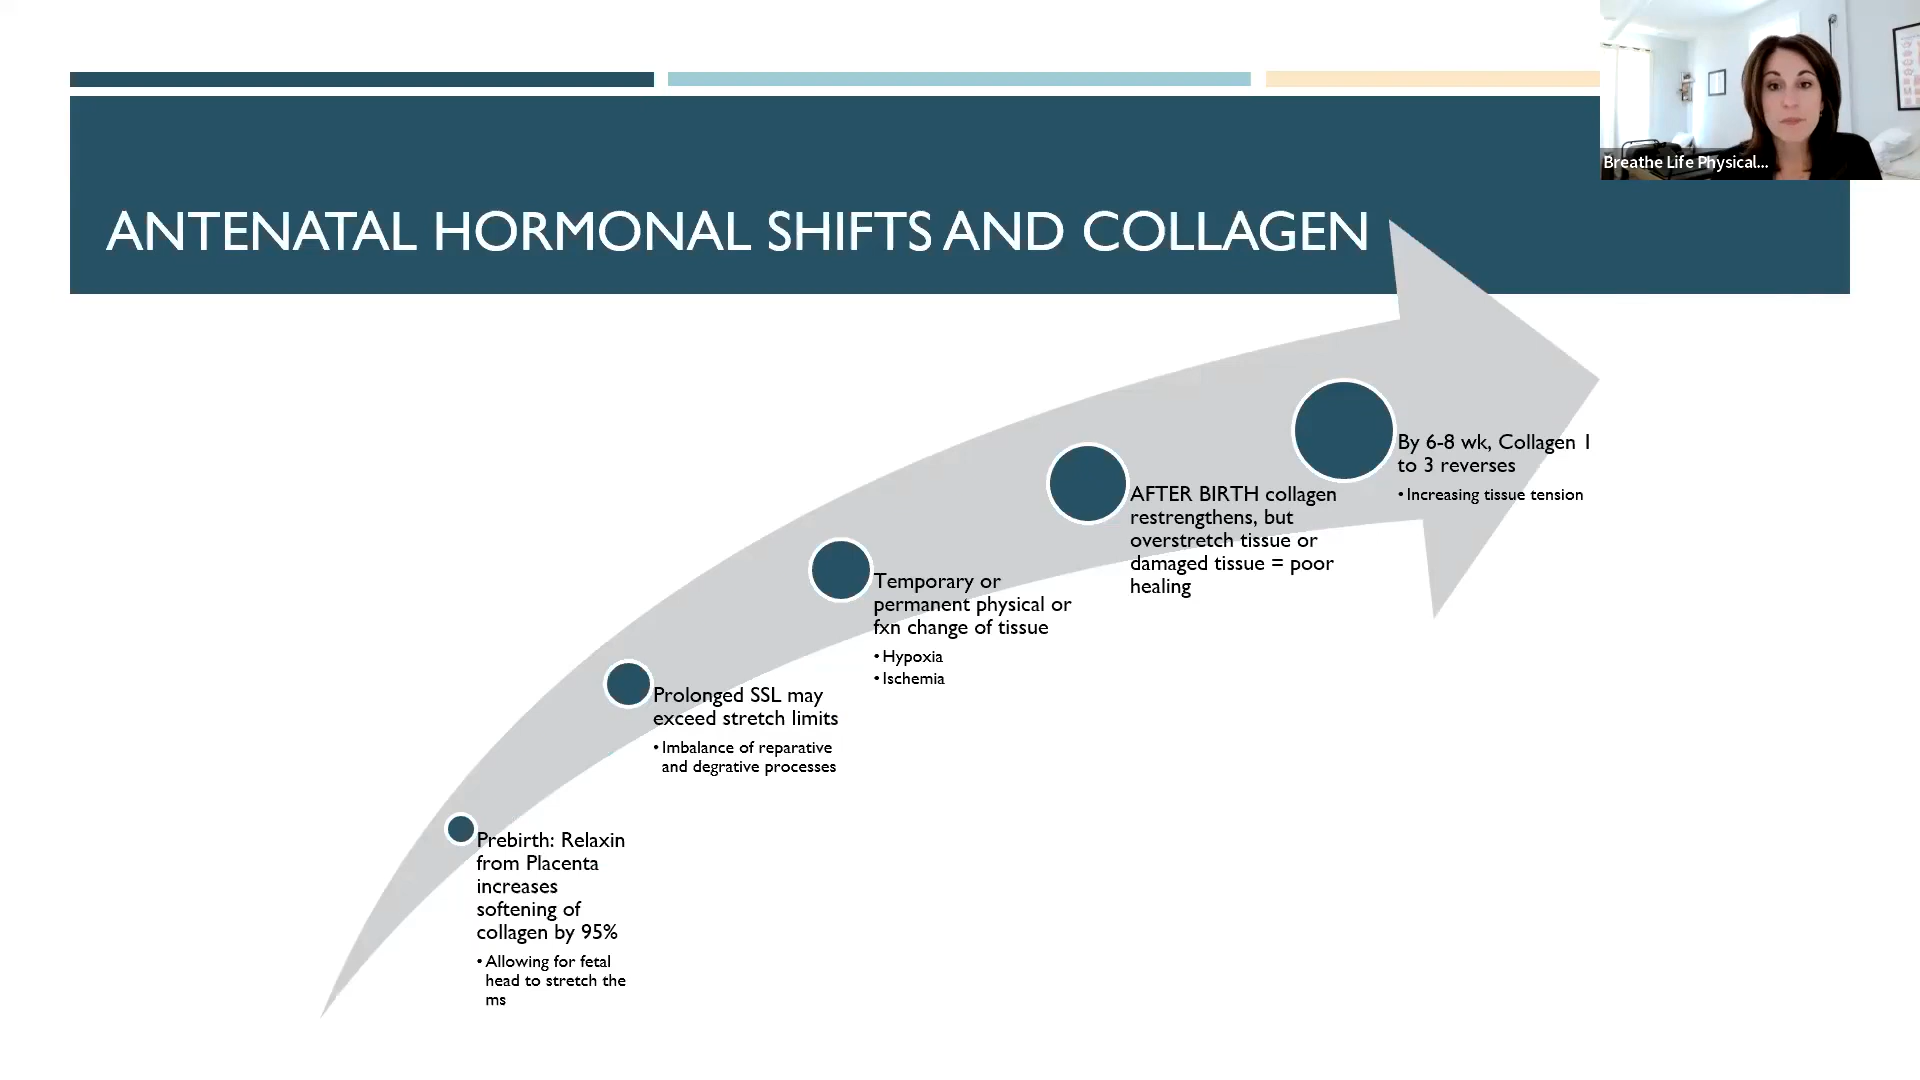 Breathe Life Physical...
ANTENATAL HORMONAL SHIFTS AND COLLAGEN
By 6-8 wk, Collagen 1
to 3 reverses
• Increasing tissue tension
AFTER BIRTH collagen
restrengthens, but
overstretch tissue or
damaged tissue = poor
healing
Temporary or
permanent physical or
fxn change of tissue
• Hypoxia
• Ischemia
Prolonged SSL may
exceed stretch limits
• Imbalance of reparative
and degrative processes
Prebirth: Relaxin
from Placenta
increases
softening of
collagen by 95%
• Allowing for fetal
head to stretch the
ms